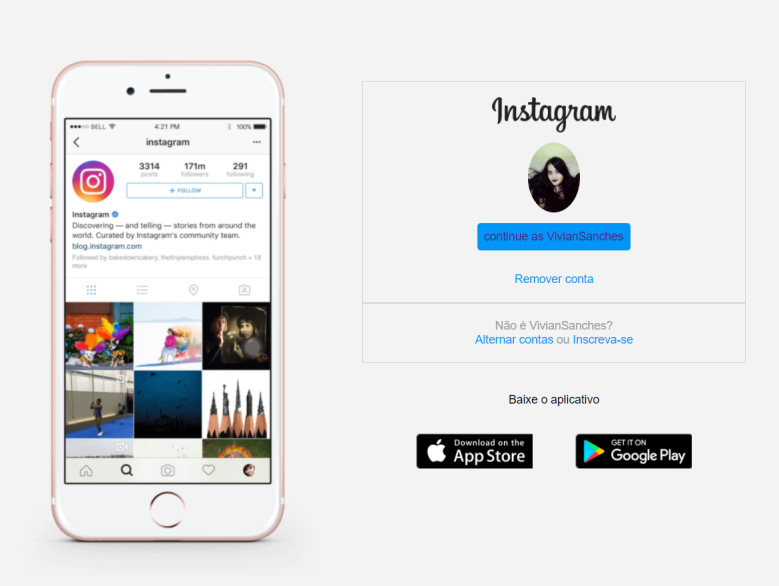 ●●●○○ BELL
4:21 PM
100%
instagram
3314
posts
171m
followers
291
following
+ FOLLOW
Instagram
Discovering — and telling — stories from around the
world. Curated by Instagram's community team.
blog.instagram.com
Followed by bakedowncakery, thetinytemptress, funchpunch + 16
more
Instagram
continue as VivianSanches
Remover conta
Não é VivianSanches?
Alternar contas ou Inscreva-se
Baixe o aplicativo
Download on the
App Store
GET IT ON
Google Play